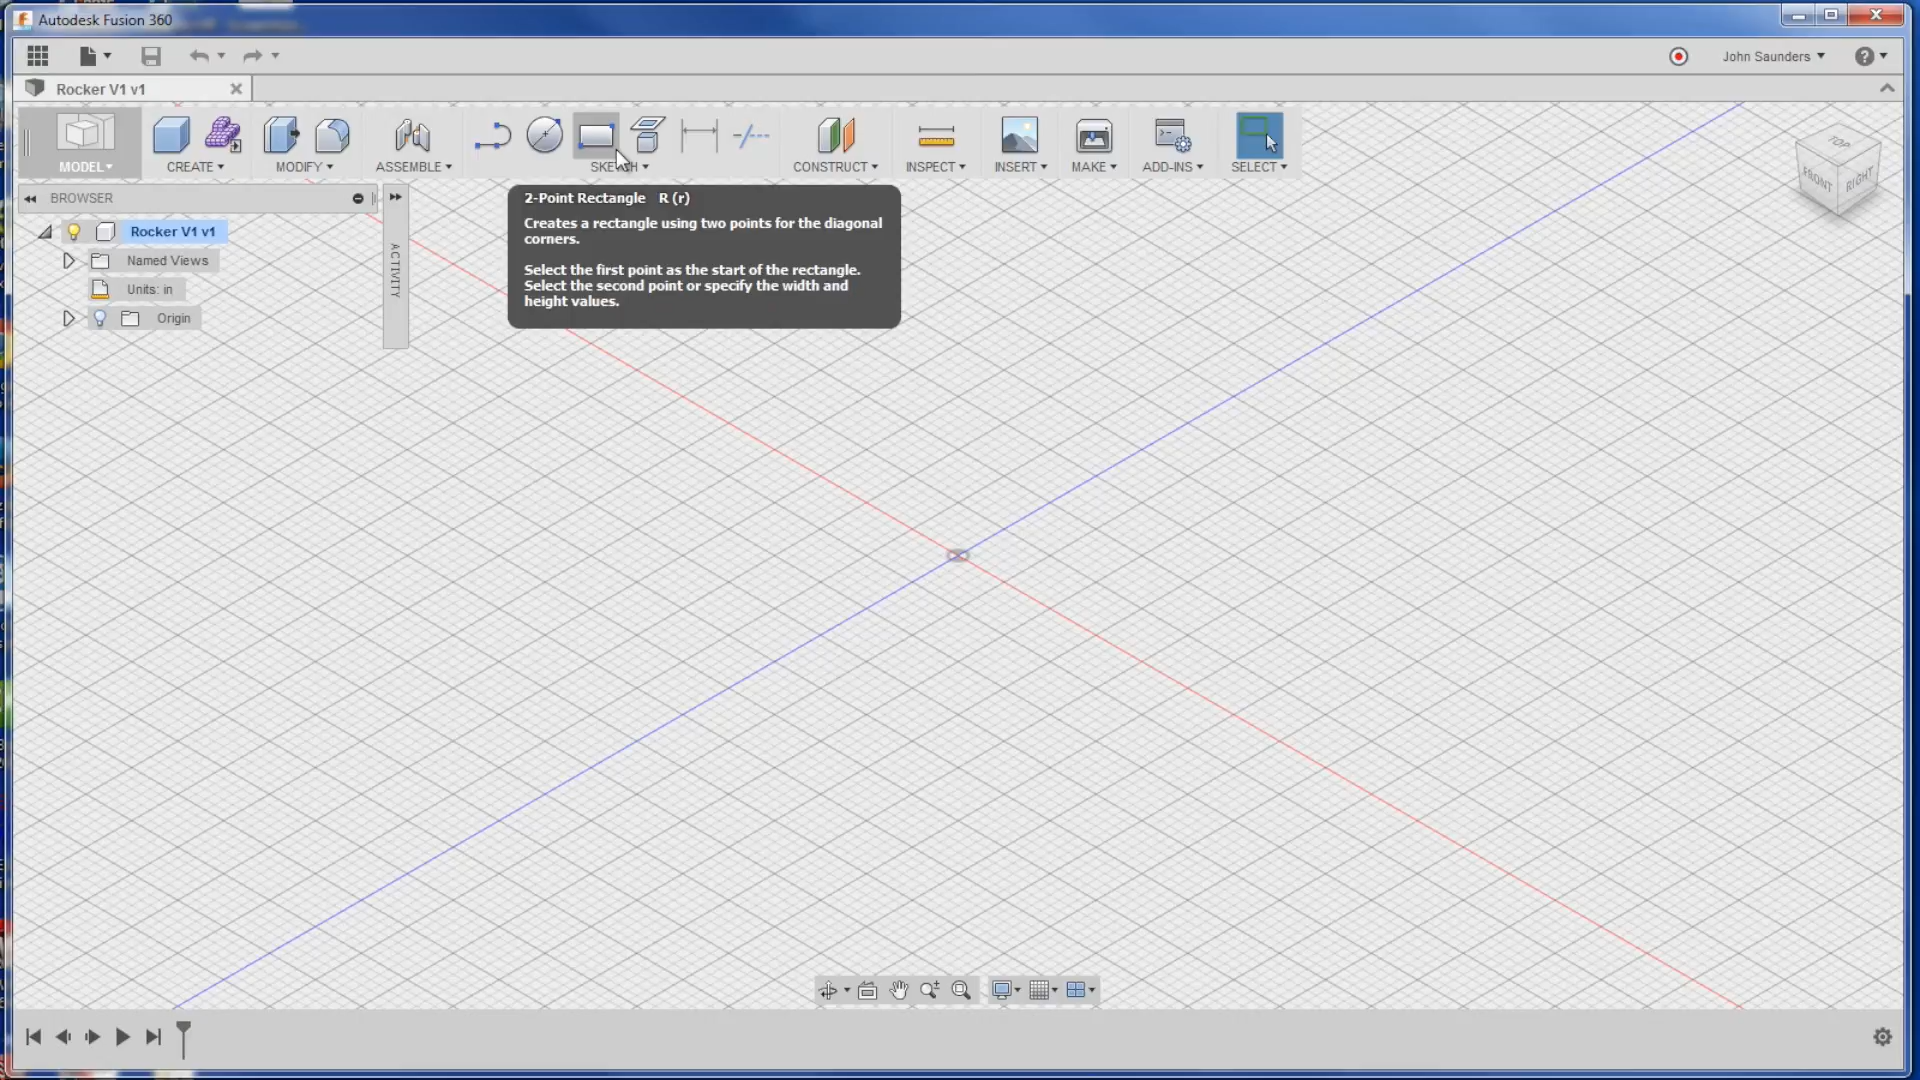 Autodesk Fusion 360
John Saunders
Rocker V1 v1
MODEL
CREATE
MODIFY
ASSEMBLE
SKETCH
CONSTRUCT
INSPECT
INSERT
MAKE
ADD-INS
SELECT
BROWSER
Rocker V1 v1
Named Views
Units: in
Origin
ACTIVITY
2-Point Rectangle R (r)
Creates a rectangle using two points for the diagonal
corners.
Select the first point as the start of the rectangle.
Select the second point or specify the width and
height values.
TOP
FRONT
RIGHT